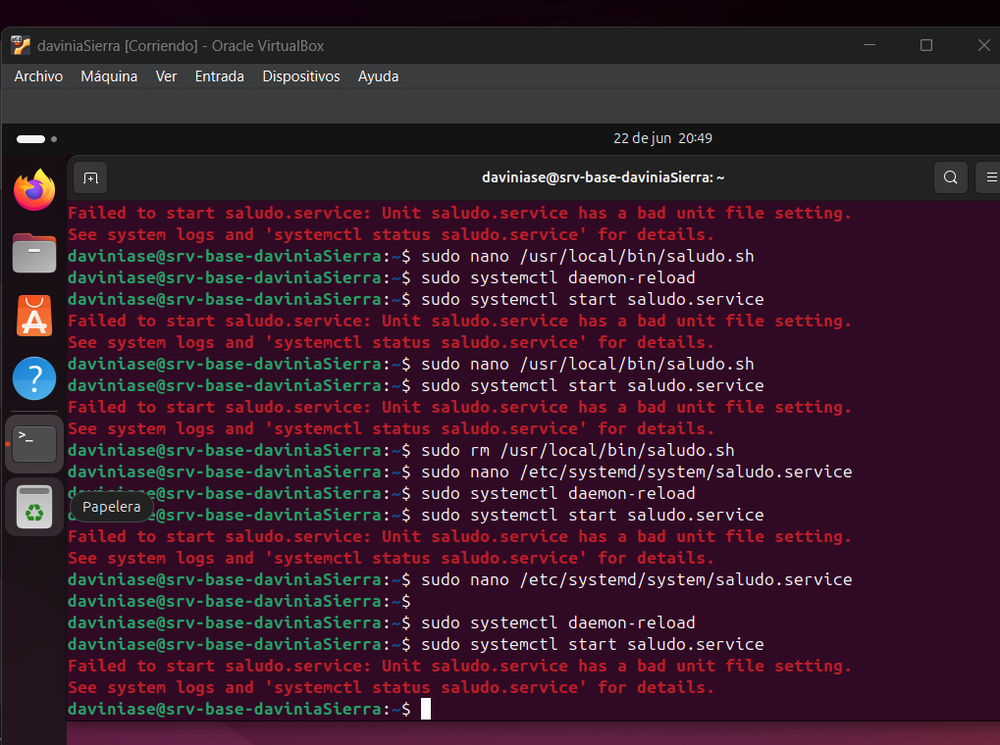 daviniaSierra [Corriendo] - Oracle VirtualBox
Archivo Máquina Ver Entrada Dispositivos Ayuda
22 de jun 20:49
daviniase@srv-base-daviniaSierra: ~
Failed to start saludo.service: Unit saludo.service has a bad unit file setting.
See system logs and 'systemctl status saludo.service' for details.
daviniase@srv-base-daviniaSierra:~$ sudo nano /usr/local/bin/saludo.sh
daviniase@srv-base-daviniaSierra:~$ sudo systemctl daemon-reload
daviniase@srv-base-daviniaSierra:~$ sudo systemctl start saludo.service
Failed to start saludo.service: Unit saludo.service has a bad unit file setting.
See system logs and 'systemctl status saludo.service' for details.
daviniase@srv-base-daviniaSierra:~$ sudo nano /usr/local/bin/saludo.sh
daviniase@srv-base-daviniaSierra:~$ sudo systemctl start saludo.service
Failed to start saludo.service: Unit saludo.service has a bad unit file setting.
See system logs and 'systemctl status saludo.service' for details.
daviniase@srv-base-daviniaSierra:~$ sudo rm /usr/local/bin/saludo.sh
daviniase@srv-base-daviniaSierra:~$ sudo nano /etc/systemd/system/saludo.service
daviniase@srv-base-daviniaSierra:~$ sudo systemctl daemon-reload
Papelera
daviniase@srv-base-daviniaSierra:~$ sudo systemctl start saludo.service
Failed to start saludo.service: Unit saludo.service has a bad unit file setting.
See system logs and 'systemctl status saludo.service' for details.
daviniase@srv-base-daviniaSierra:~$ sudo nano /etc/systemd/system/saludo.service
daviniase@srv-base-daviniaSierra:~$
daviniase@srv-base-daviniaSierra:~$ sudo systemctl daemon-reload
daviniase@srv-base-daviniaSierra:~$ sudo systemctl start saludo.service
Failed to start saludo.service: Unit saludo.service has a bad unit file setting.
See system logs and 'systemctl status saludo.service' for details.
daviniase@srv-base-daviniaSierra:~$